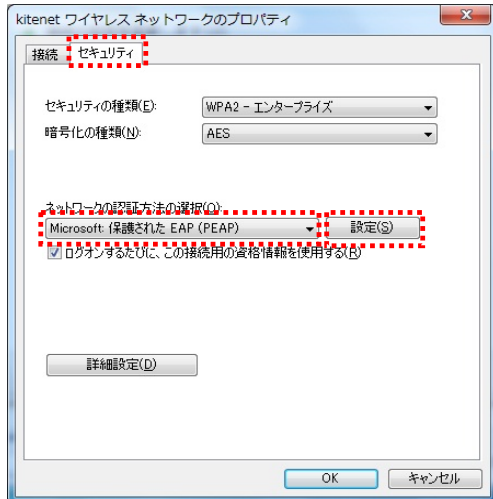 kitenet ワイヤレス ネットワークのプロパティ
接続 セキュリティ
セキュリティの種類(E): WPA2 - エンタープライズ
暗号化の種類(N): AES
ネットワークの認証方法の選択(O):
Microsoft: 保護された EAP (PEAP) 設定(S)
ログオンするたびに、この接続用の資格情報を使用する(R)
詳細設定(D)
OK キャンセル